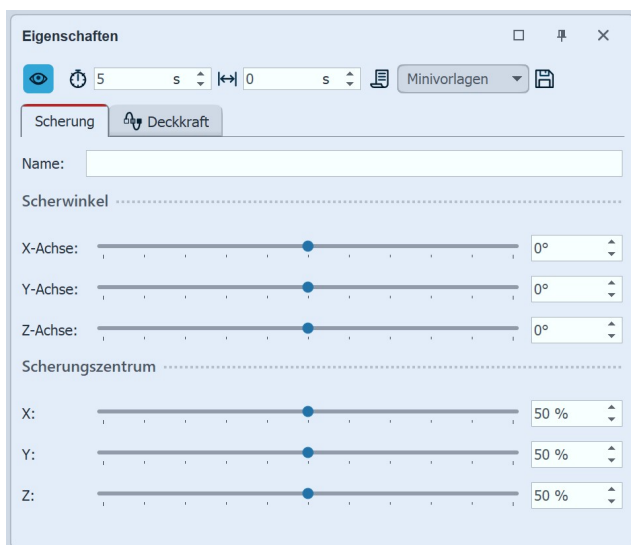 Eigenschaften
5 s 0 s Minivorlagen
Scherung Deckkraft
Name:
Scherwinkel
X-Achse: 0°
Y-Achse: 0°
Z-Achse: 0°
Scherungszentrum
X: 50 %
Y: 50 %
Z: 50 %